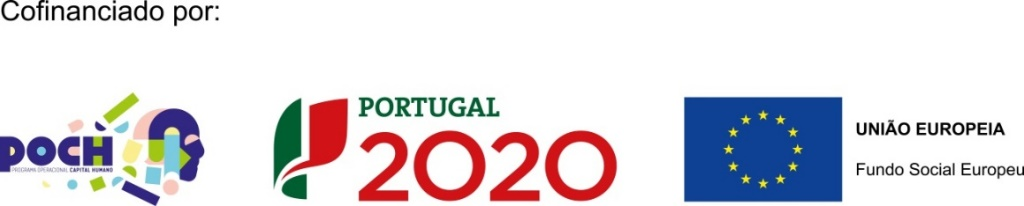 Cofinanciado por:
POCH
PROGRAMA OPERACIONAL CAPITAL HUMANO
PORTUGAL
2020
UNIÃO EUROPEIA
Fundo Social Europeu